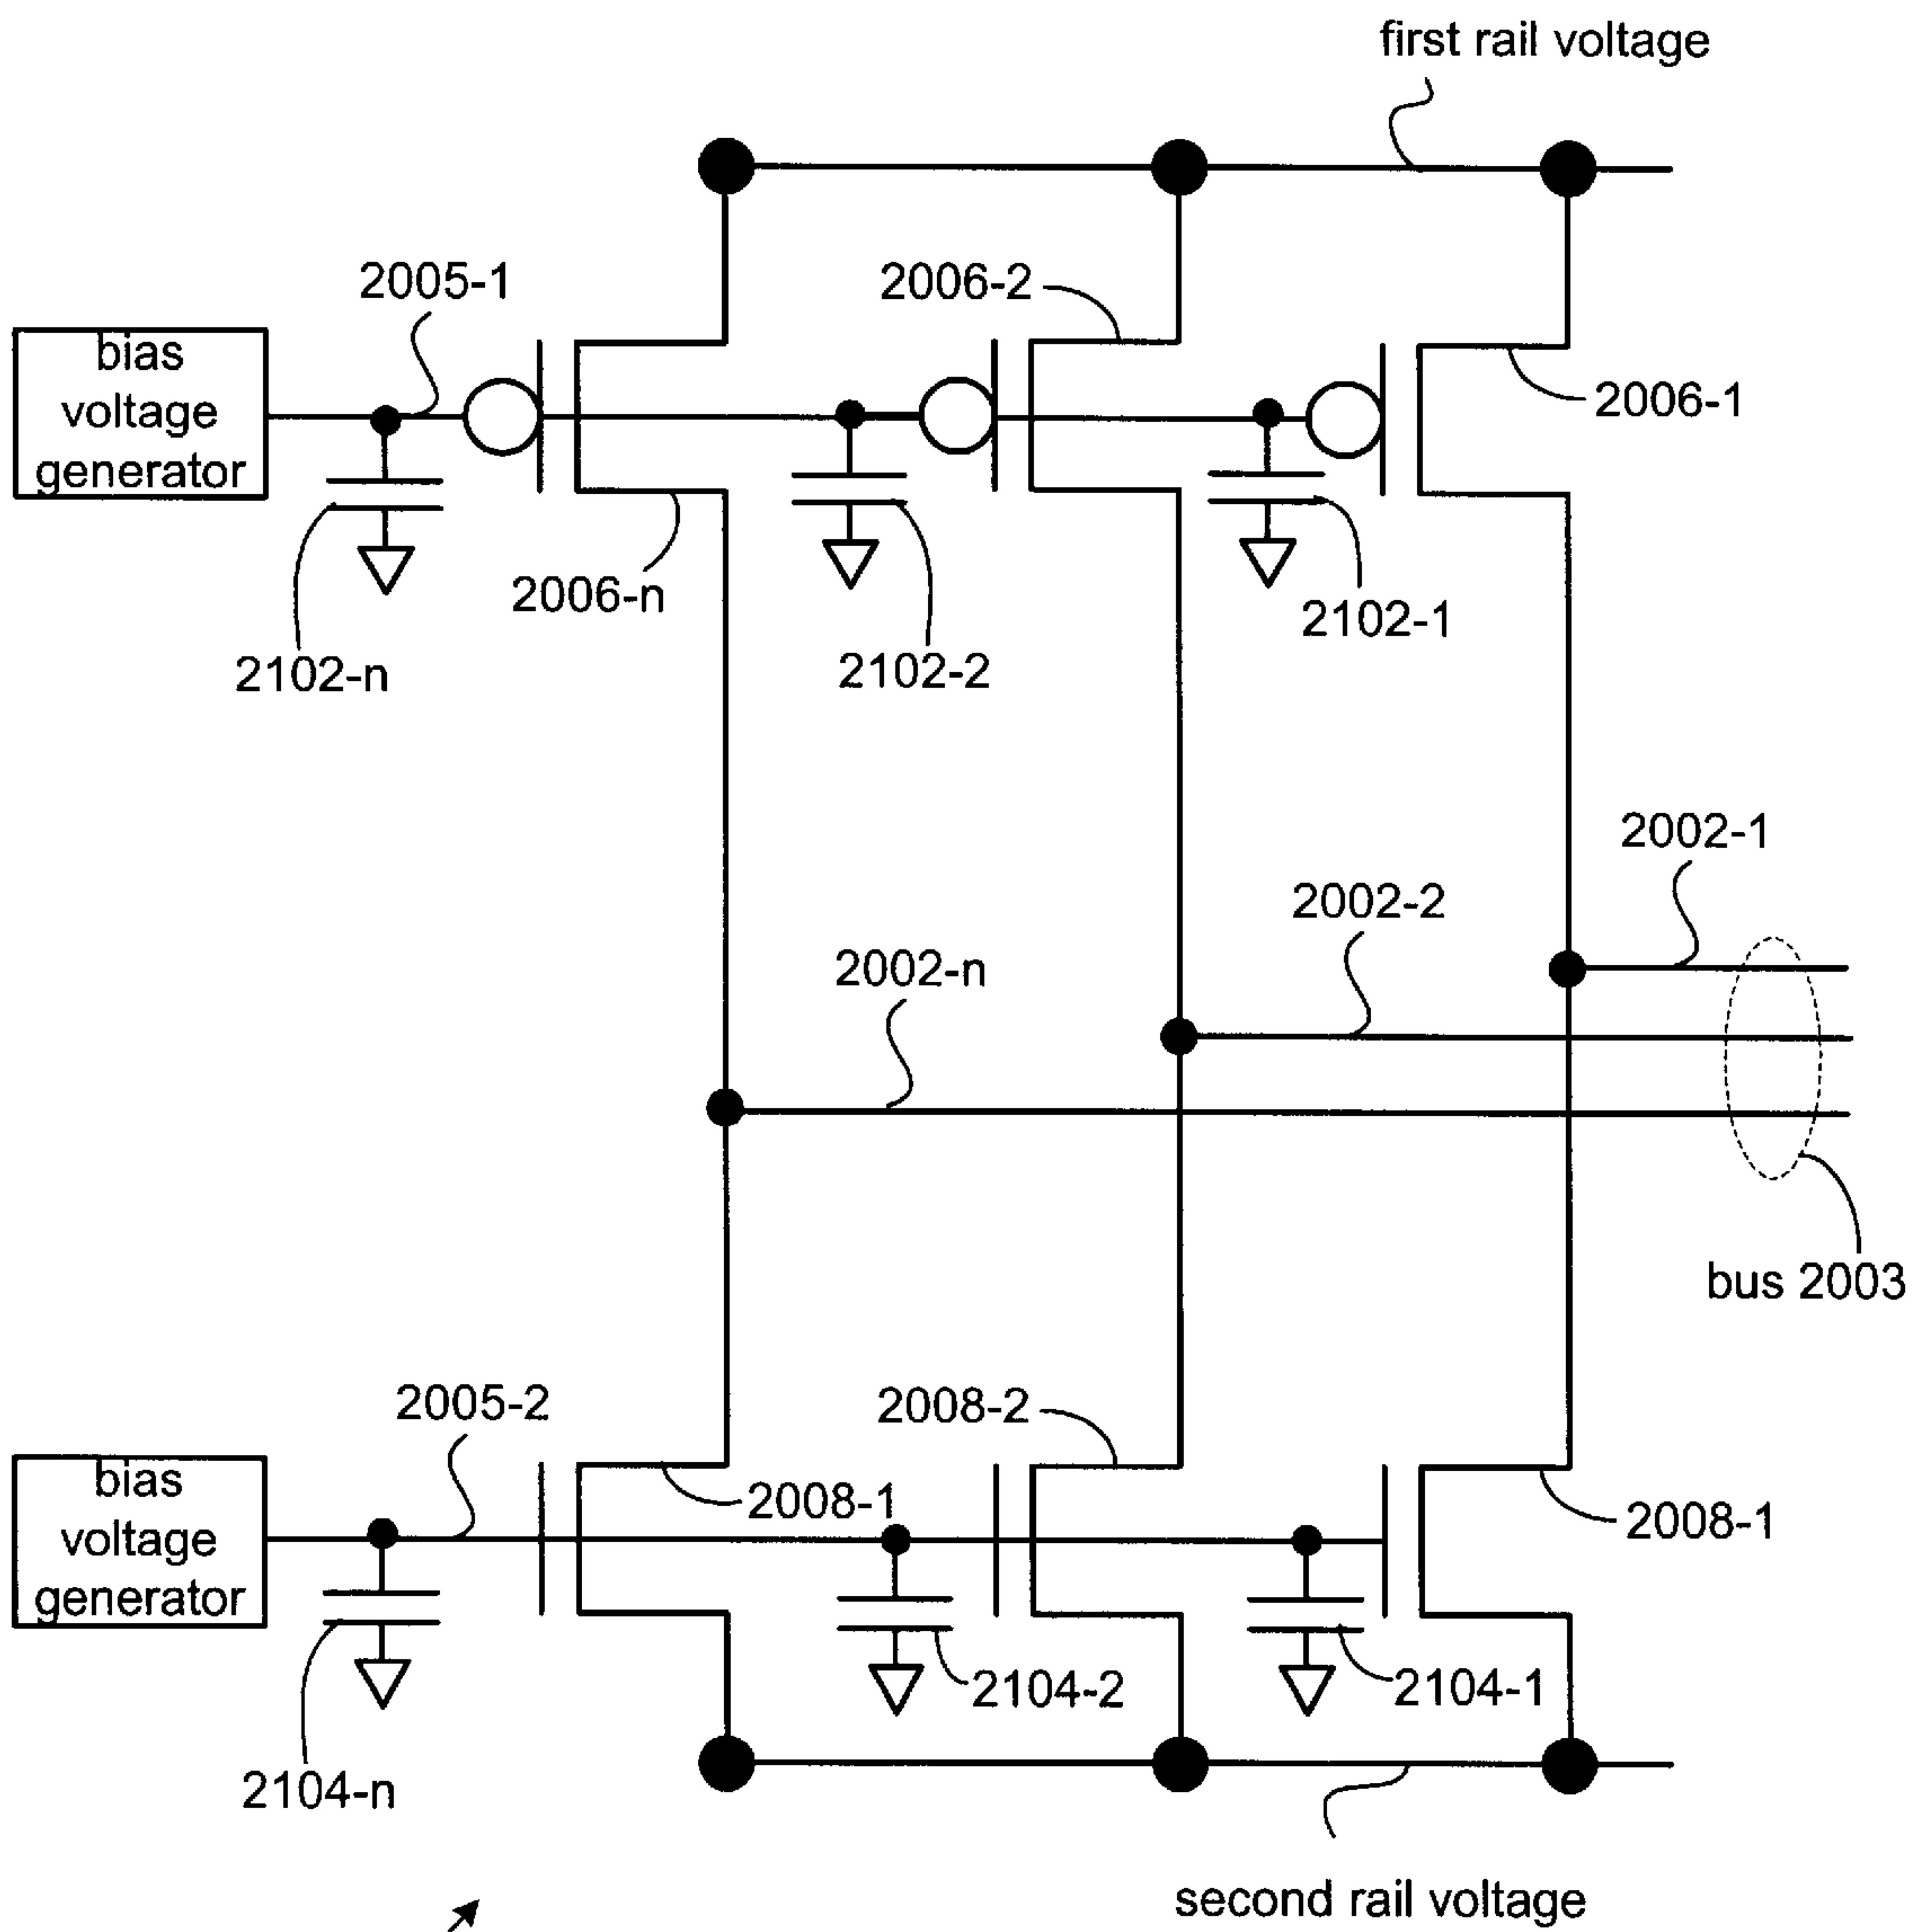 first rail voltage
2005-1
2006-2
bias
voltage
generator
2006-1
2006-n
2102-1
2102-n
2102-2
2002-1
2002-2
2002-n
bus 2003
2005-2
2008-2
bias
voltage
generator
2008-1
2008-1
2104-2
2104-1
2104-n
second rail voltage